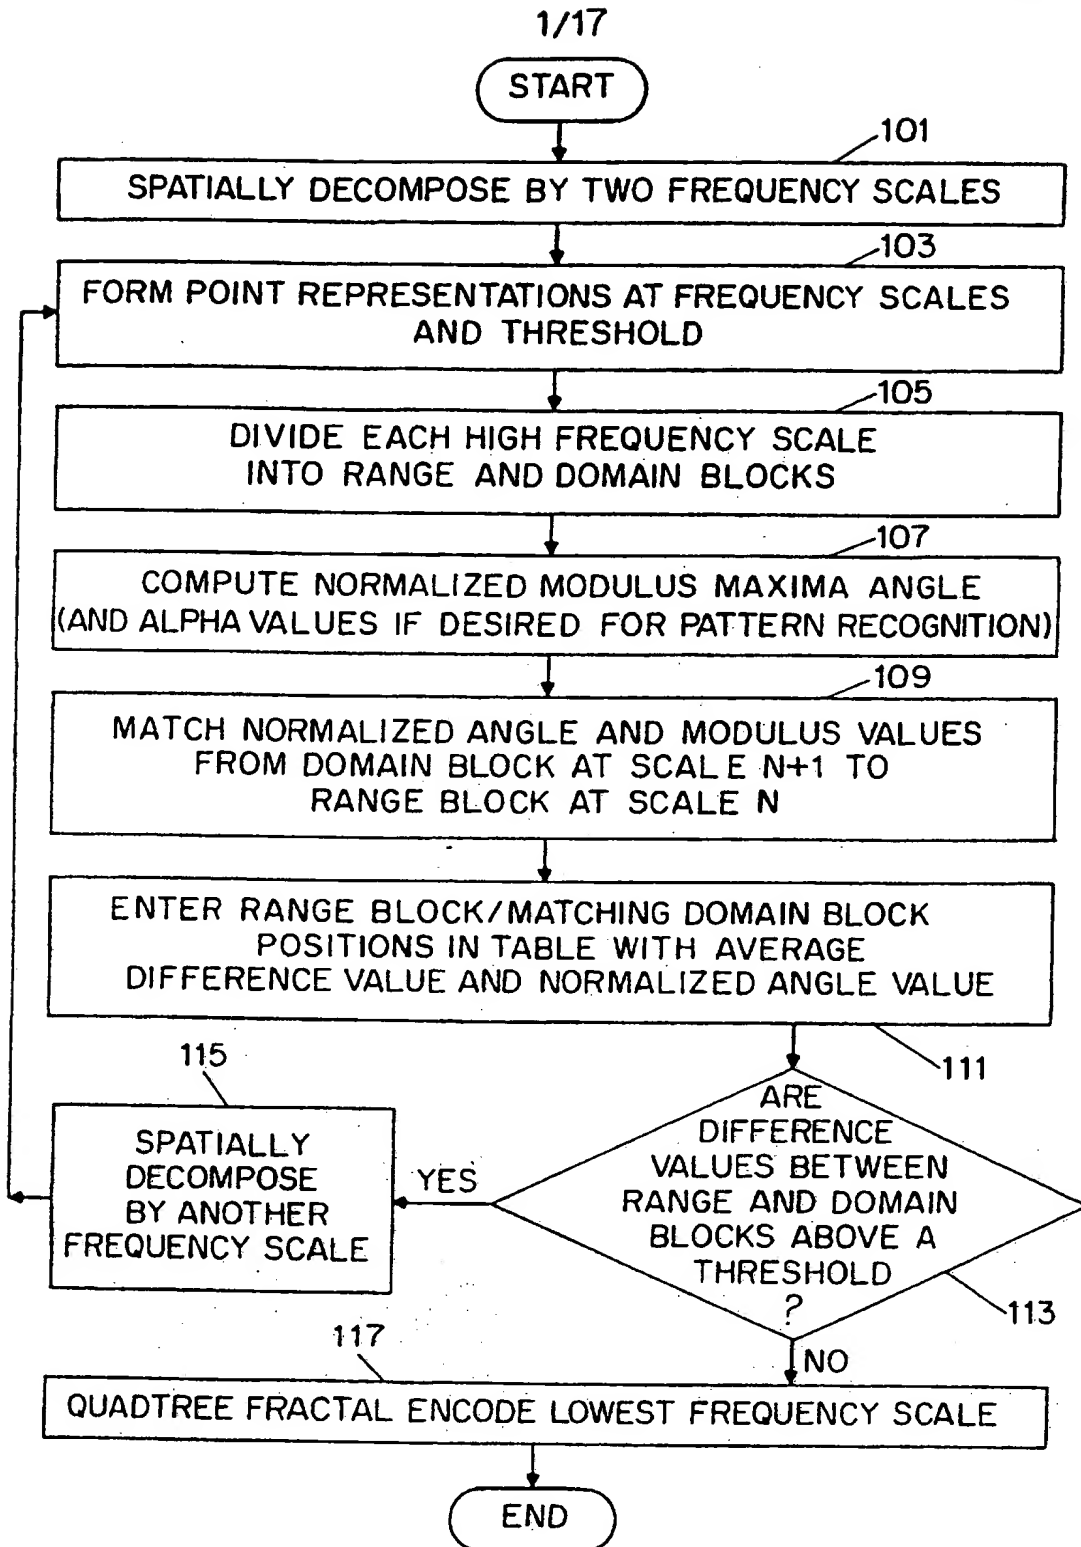 1/17
START
101
SPATIALLY DECOMPOSE BY TWO FREQUENCY SCALES
103
FORM POINT REPRESENTATIONS AT FREQUENCY SCALES
AND THRESHOLD
105
DIVIDE EACH HIGH FREQUENCY SCALE
INTO RANGE AND DOMAIN BLOCKS
107
COMPUTE NORMALIZED MODULUS MAXIMA ANGLE
(AND ALPHA VALUES IF DESIRED FOR PATTERN RECOGNITION)
109
MATCH NORMALIZED ANGLE AND MODULUS VALUES
FROM DOMAIN BLOCK AT SCALE N+1 TO
RANGE BLOCK AT SCALE N
ENTER RANGE BLOCK/MATCHING DOMAIN BLOCK
POSITIONS IN TABLE WITH AVERAGE
DIFFERENCE VALUE AND NORMALIZED ANGLE VALUE
111
115
SPATIALLY
DECOMPOSE
BY ANOTHER
FREQUENCY SCALE
YES
ARE
DIFFERENCE
VALUES BETWEEN
RANGE AND DOMAIN
BLOCKS ABOVE A
THRESHOLD
?
113
NO
117
QUADTREE FRACTAL ENCODE LOWEST FREQUENCY SCALE
END